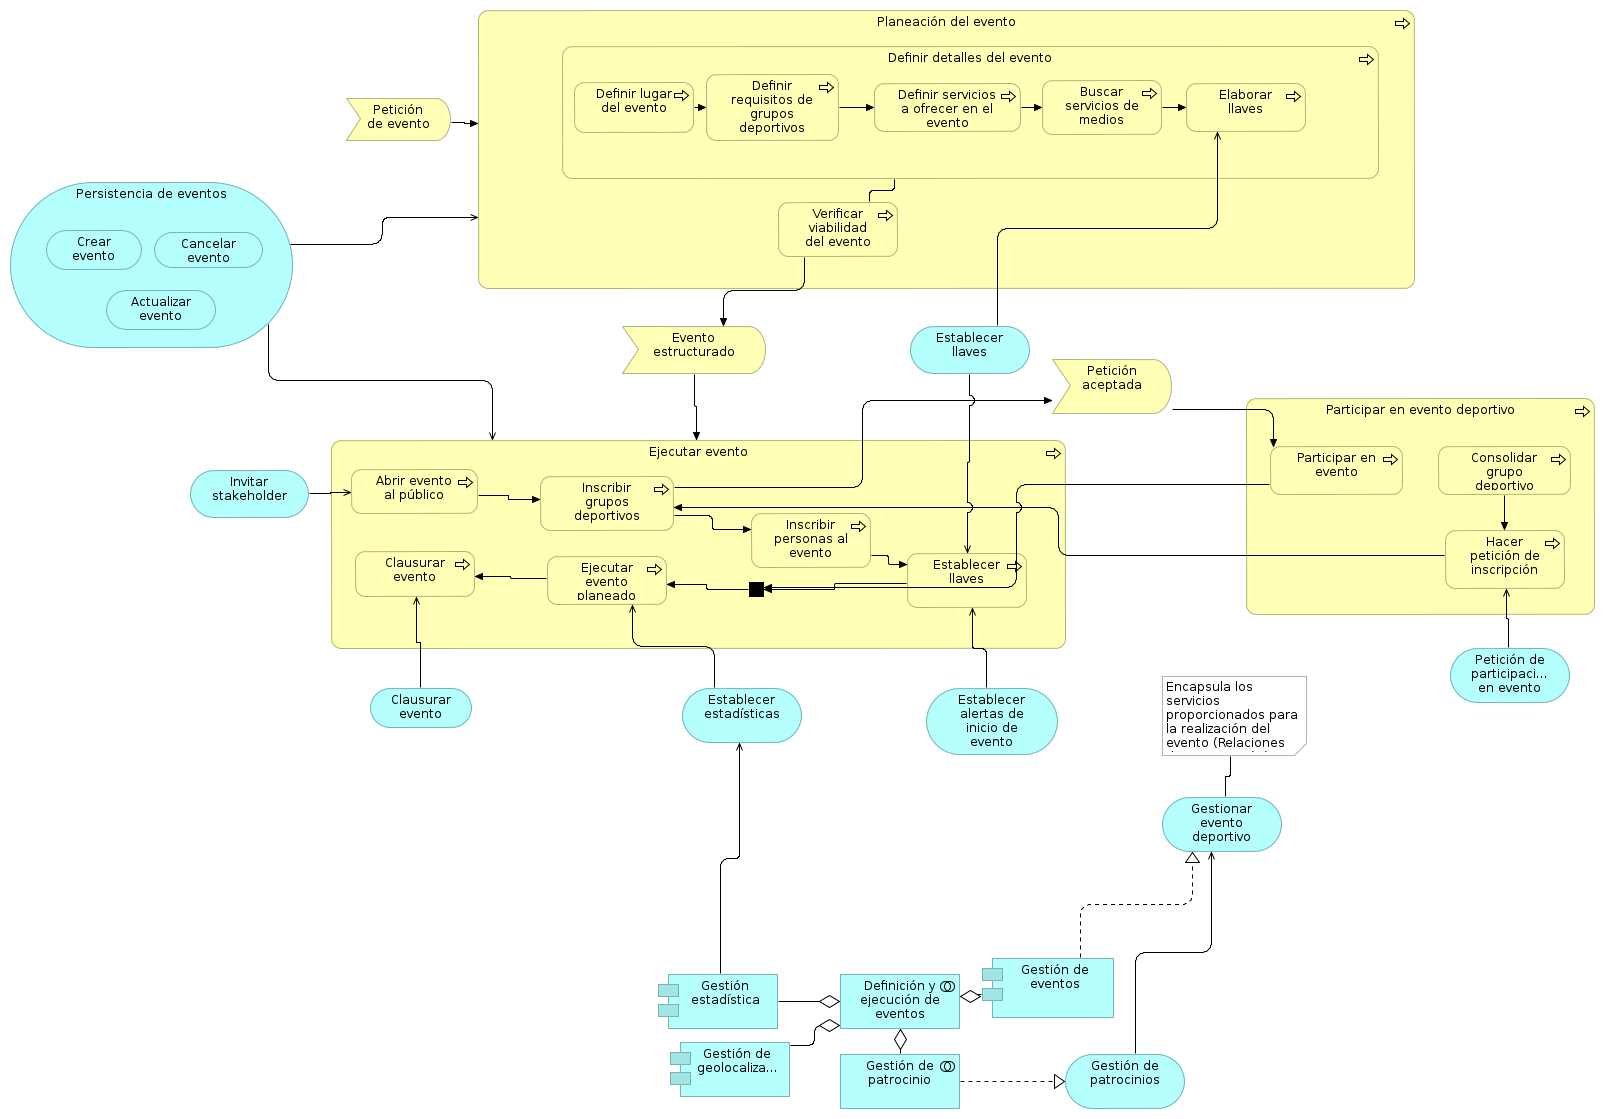 Planeación del evento
Definir detalles del evento
Definir lugar
del evento
Definir
requisitos de
grupos
deportivos
Definir servicios
a ofrecer en el
evento
Buscar
servicios de
medios
Elaborar
llaves
Petición
de evento
Persistencia de eventos
Crear
evento
Cancelar
evento
Actualizar
evento
Verificar
viabilidad
del evento
Evento
estructurado
Establecer
llaves
Petición
aceptada
Participar en evento deportivo
Participar en
evento
Consolidar
grupo
deportivo
Hacer
petición de
inscripción
Ejecutar evento
Invitar
stakeholder
Abrir evento
al público
Inscribir
grupos
deportivos
Inscribir
personas al
evento
Establecer
llaves
Clausurar
evento
Ejecutar
evento
planeado
Clausurar
evento
Establecer
estadísticas
Establecer
alertas de
inicio de
evento
Petición de
participaci...
en evento
Encapsula los
servicios
proporcionados para
la realización del
evento (Relaciones
Gestionar
evento
deportivo
Gestión
estadística
Definición y
ejecución de
eventos
Gestión de
eventos
Gestión de
geolocaliza...
Gestión de
patrocinio
Gestión de
patrocinios